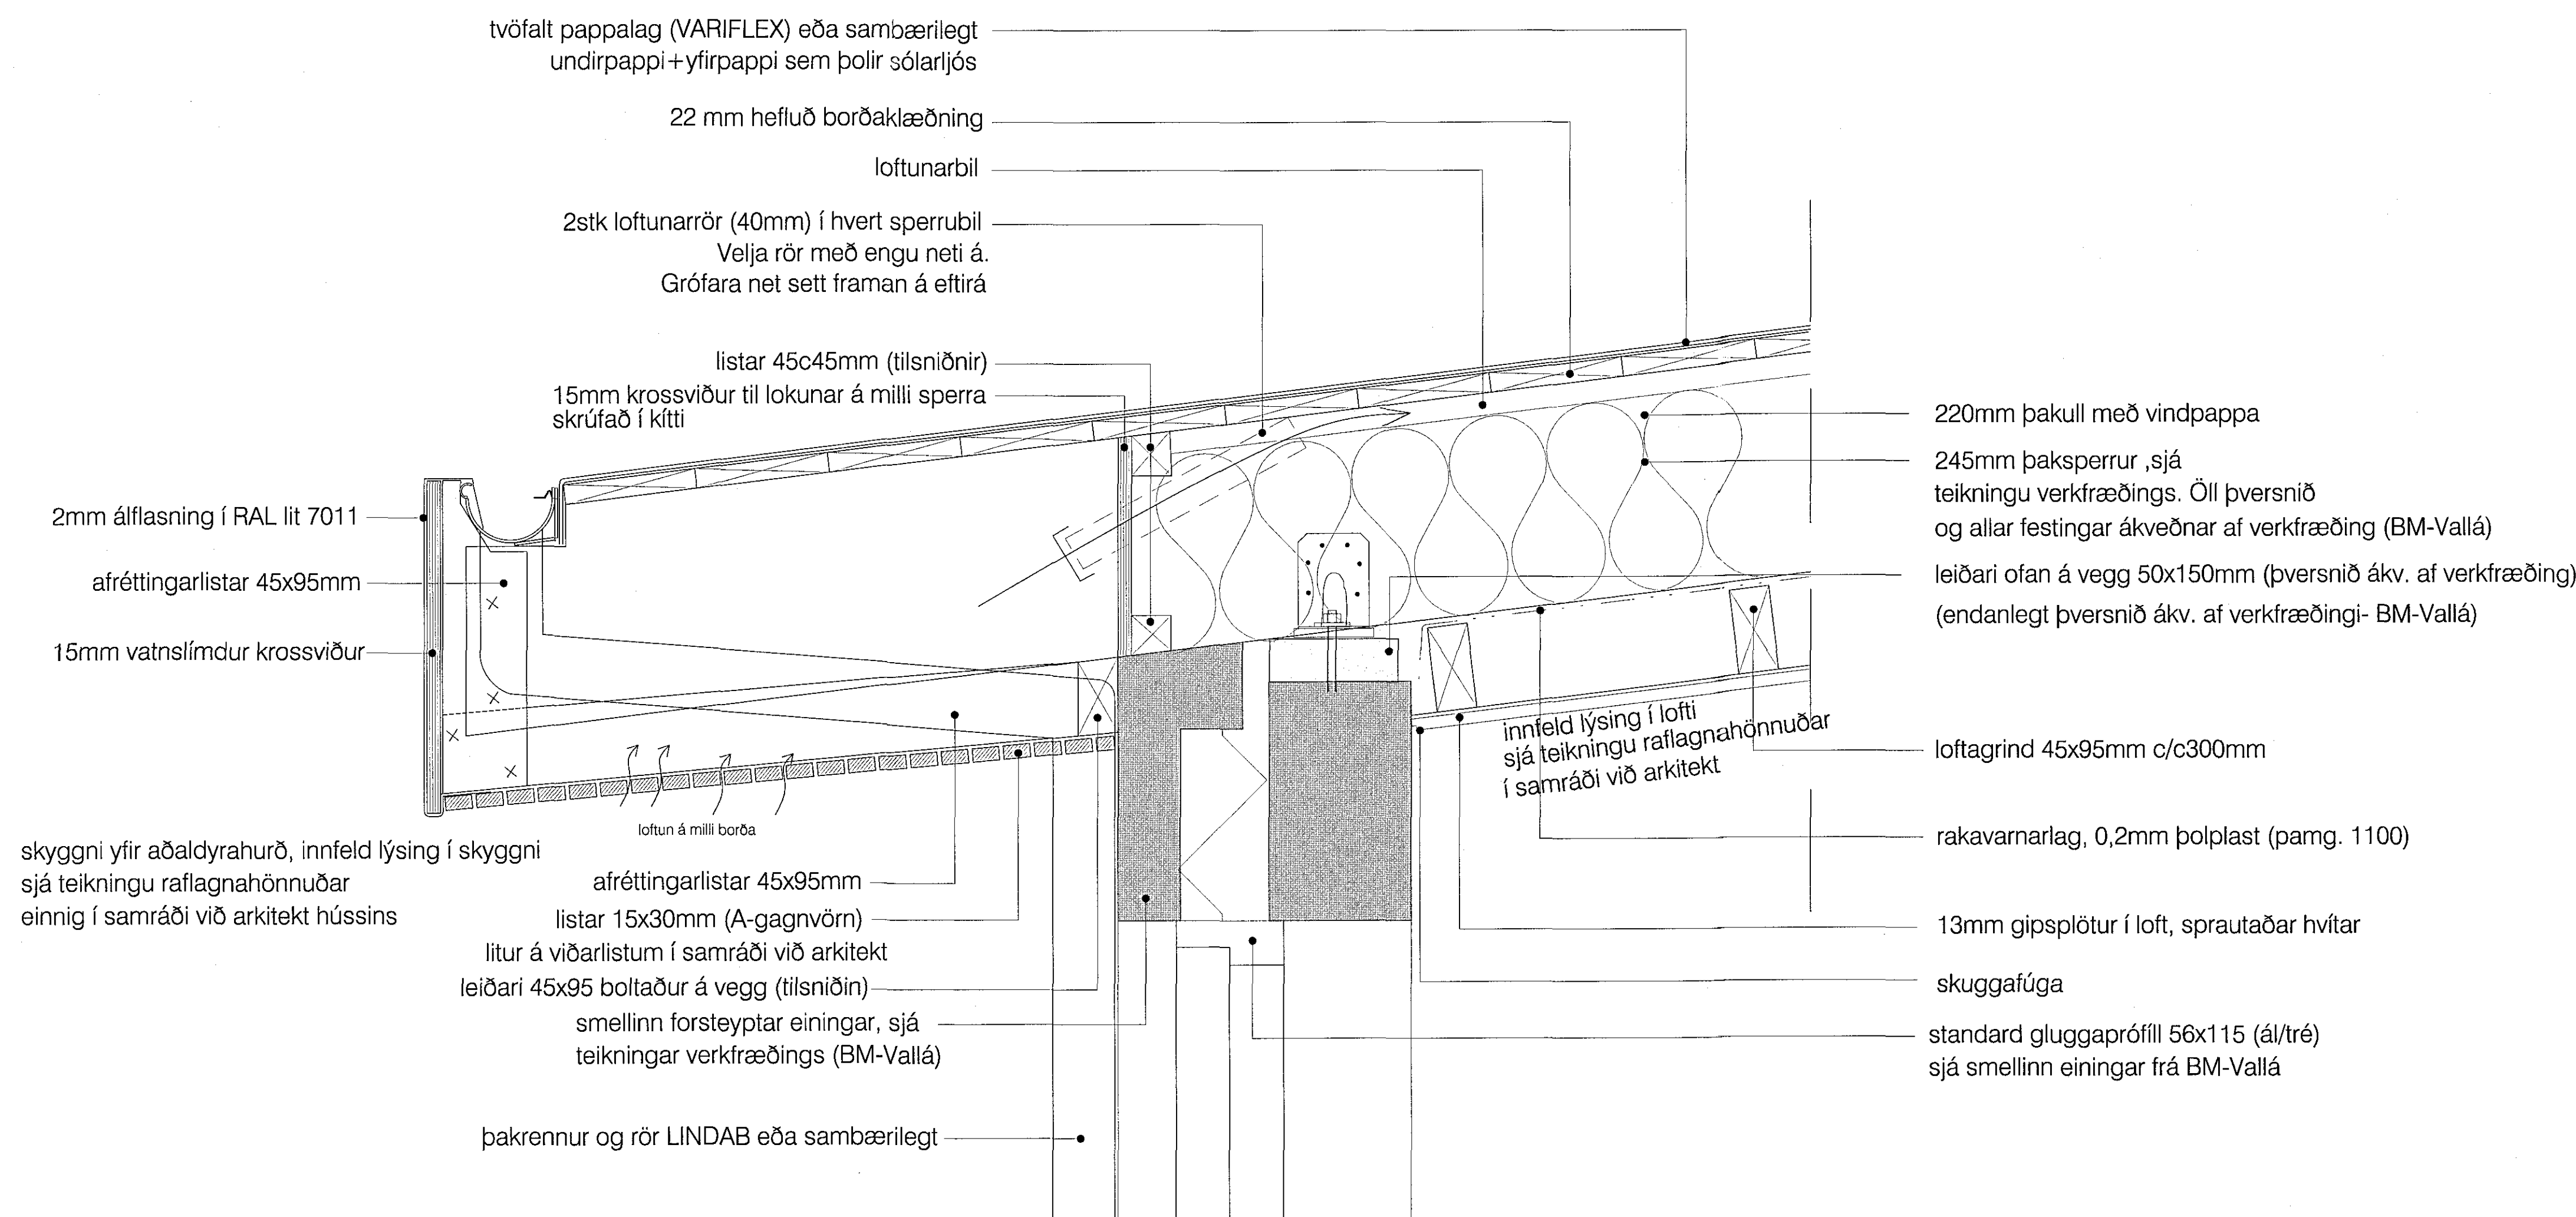 tvöfalt pappalag (VARIFLEX) eða sambærilegt
undirpappi+yfirpappi sem þolir sólarljós
22 mm hefluð borðaklæðning
loftunarbil
2stk loftunarrör (40mm) í hvert sperrubil
Velja rör með engu neti á.
Grófara net sett framan á eftirá
listar 45c45mm (tilsniðnir)
15mm krossviður til lokunar á milli sperra
skrúfað í kítti
2mm álflasning í RAL lit 7011
afréttingarlistar 45x95mm
15mm vatnslímdur krossviður
loftun á milli borða
skyggni yfir aðaldyrahurð, innfeld lýsing í skyggni
sjá teikningu raflagnahönnuðar
einnig í samráði við arkitekt hússins
afréttingarlistar 45x95mm
listar 15x30mm (A-gagnvörn)
litur á viðarlistum í samráði við arkitekt
leiðari 45x95 boltaður á vegg (tilsniðin)
smellinn forsteyptar einingar, sjá
teikningar verkfræðings (BM-Vallá)
þakrennur og rör LINDAB eða sambærilegt
220mm þakull með vindpappa
245mm þaksperrur ,sjá
teikningu verkfræðings. Öll þversnið
og allar festingar ákveðnar af verkfræðing (BM-Vallá)
leiðari ofan á vegg 50x150mm (þversnið ákv. af verkfræðing)
(endanlegt þversnið ákv. af verkfræðingi- BM-Vallá)
innfeld lýsing í lofti
sjá teikningu raflagnahönnuðar
í samráði við arkitekt
loftagrind 45x95mm c/c300mm
rakavarnarlag, 0,2mm þolplast (pamg. 1100)
13mm gipsplötur í loft, sprautaðar hvítar
skuggafúga
standard gluggaprófíll 56x115 (ál/tré)
sjá smellinn einingar frá BM-Vallá